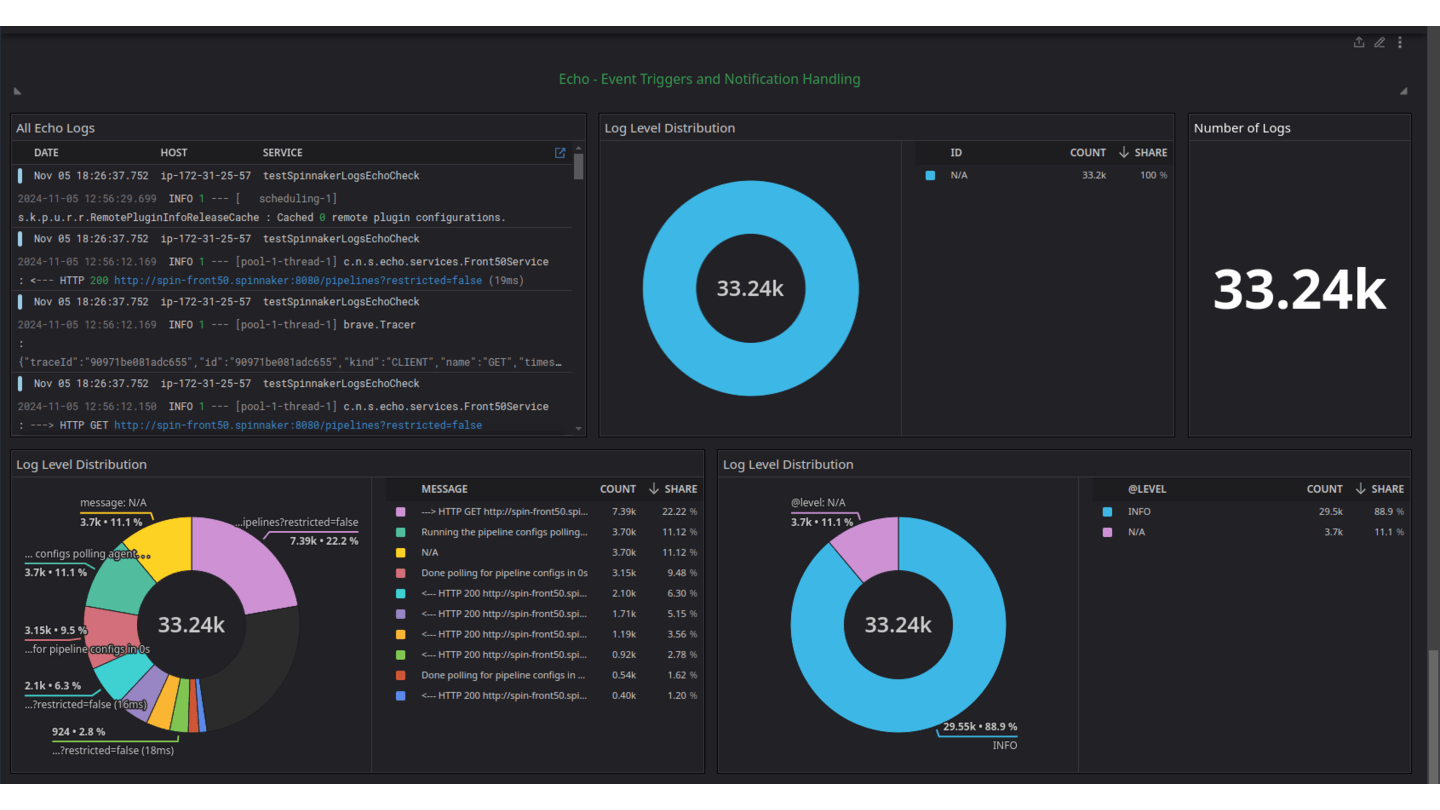 Echo - Event Triggers and Notification Handling
All Echo Logs
DATE HOST SERVICE
Nov 05 18:26:37.752 ip-172-31-25-57 testSpinnakerLogsEchoCheck
2024-11-05 12:56:29.699 INFO 1 --- [ scheduling-1]
s.k.p.u.r.r.RemotePluginInfoReleaseCache : Cached 0 remote plugin configurations.
Nov 05 18:26:37.752 ip-172-31-25-57 testSpinnakerLogsEchoCheck
2024-11-05 12:56:12.169 INFO 1 --- [pool-1-thread-1] c.n.s.echo.services.Front50Service
: <--- HTTP 200 http://spin-front50.spinnaker:8080/pipelines?restricted=false (19ms)
Nov 05 18:26:37.752 ip-172-31-25-57 testSpinnakerLogsEchoCheck
2024-11-05 12:56:12.169 INFO 1 --- [pool-1-thread-1] brave.Tracer
:
{"traceId":"90971be081adc655","id":"90971be081adc655","kind":"CLIENT","name":"GET","times…
Nov 05 18:26:37.752 ip-172-31-25-57 testSpinnakerLogsEchoCheck
2024-11-05 12:56:12.150 INFO 1 --- [pool-1-thread-1] c.n.s.echo.services.Front50Service
: ---> HTTP GET http://spin-front50.spinnaker:8080/pipelines?restricted=false
Log Level Distribution
33.24k
ID COUNT SHARE
N/A 33.2k 100 %
Number of Logs
33.24k
Log Level Distribution
message: N/A
3.7k • 11.1 %
...ipelines?restricted=false
7.39k • 22.2 %
... configs polling agent...
3.7k • 11.1 %
3.15k • 9.5 %
...for pipeline configs in 0s
2.1k • 6.3 %
...?restricted=false (16ms)
924 • 2.8 %
...?restricted=false (18ms)
33.24k
MESSAGE COUNT SHARE
---> HTTP GET http://spin-front50.spi... 7.39k 22.22 %
Running the pipeline configs polling... 3.70k 11.12 %
N/A 3.70k 11.12 %
Done polling for pipeline configs in 0s 3.15k 9.48 %
<--- HTTP 200 http://spin-front50.spi... 2.10k 6.30 %
<--- HTTP 200 http://spin-front50.spi... 1.71k 5.15 %
<--- HTTP 200 http://spin-front50.spi... 1.19k 3.56 %
<--- HTTP 200 http://spin-front50.spi... 0.92k 2.78 %
Done polling for pipeline configs in ... 0.54k 1.62 %
<--- HTTP 200 http://spin-front50.spi... 0.40k 1.20 %
Log Level Distribution
@level: N/A
3.7k • 11.1 %
33.24k
29.55k • 88.9 %
INFO
@LEVEL COUNT SHARE
INFO 29.5k 88.9 %
N/A 3.7k 11.1 %